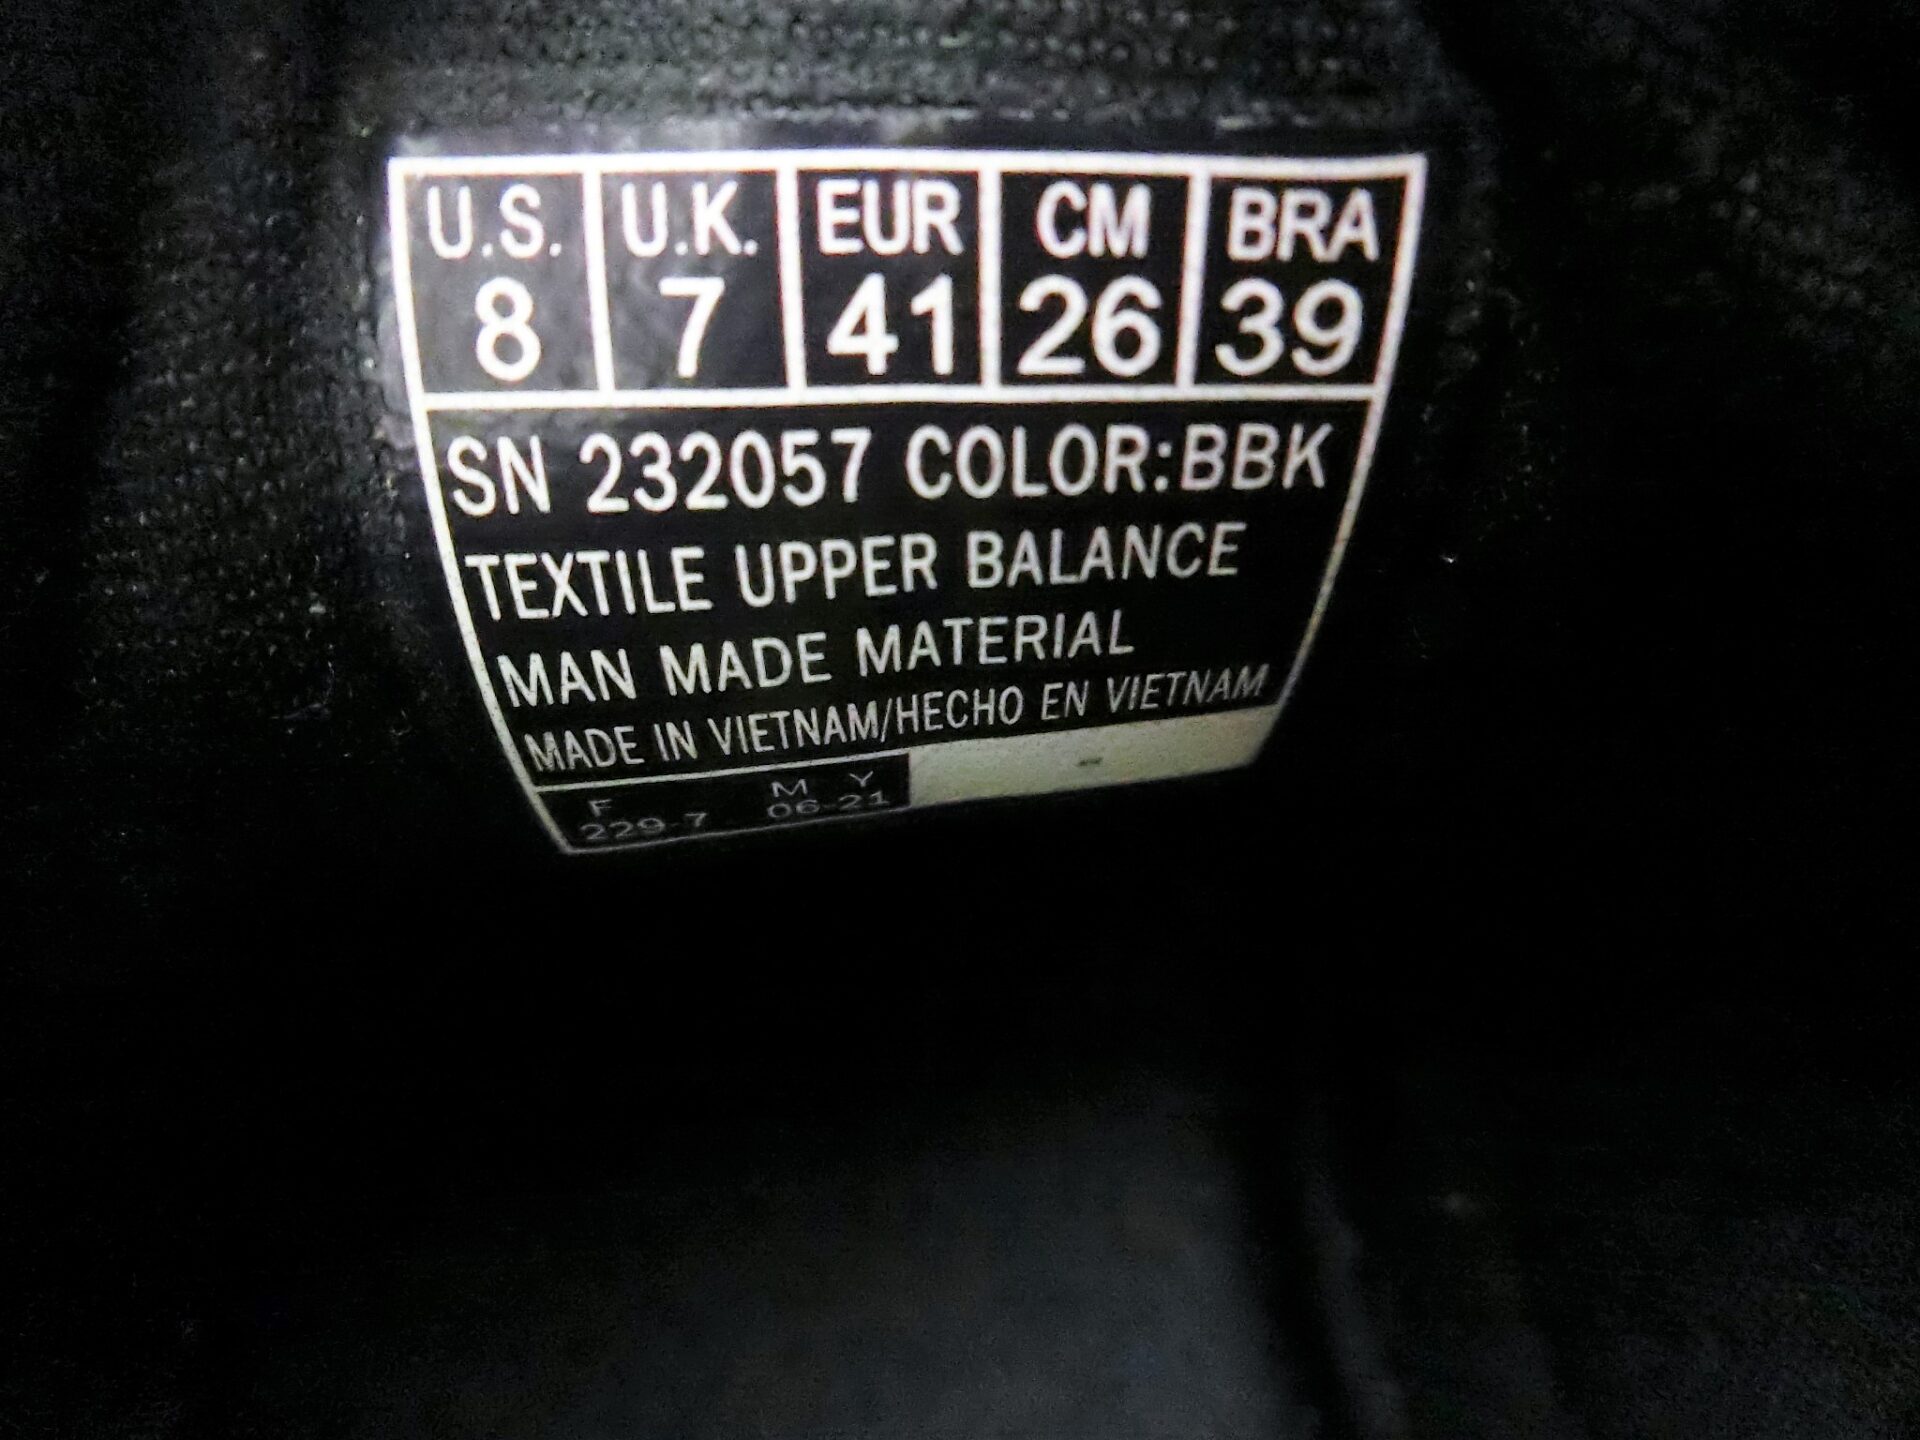 U.S. U.K. EUR CM BRA
8 7 41 26 39
SN 232057 COLOR:BBK
TEXTILE UPPER BALANCE
MAN MADE MATERIAL
MADE IN VIETNAM/HECHO EN VIETNAM
F M Y
229-7 06-21